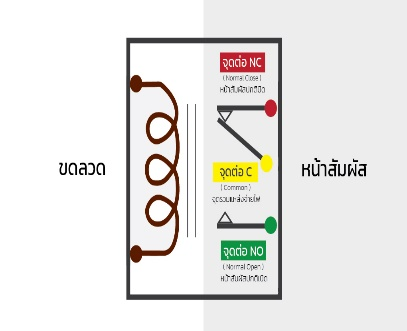 จุดต่อ NC
( Normal Close )
หน้าสัมผัสปกติปิด
ขดลวด
หน้าสัมผัส
จุดต่อ C
( Common )
จุดรวมแหล่งจ่ายไฟ
จุดต่อ NO
( Normal Open )
หน้าสัมผัสปกติเปิด